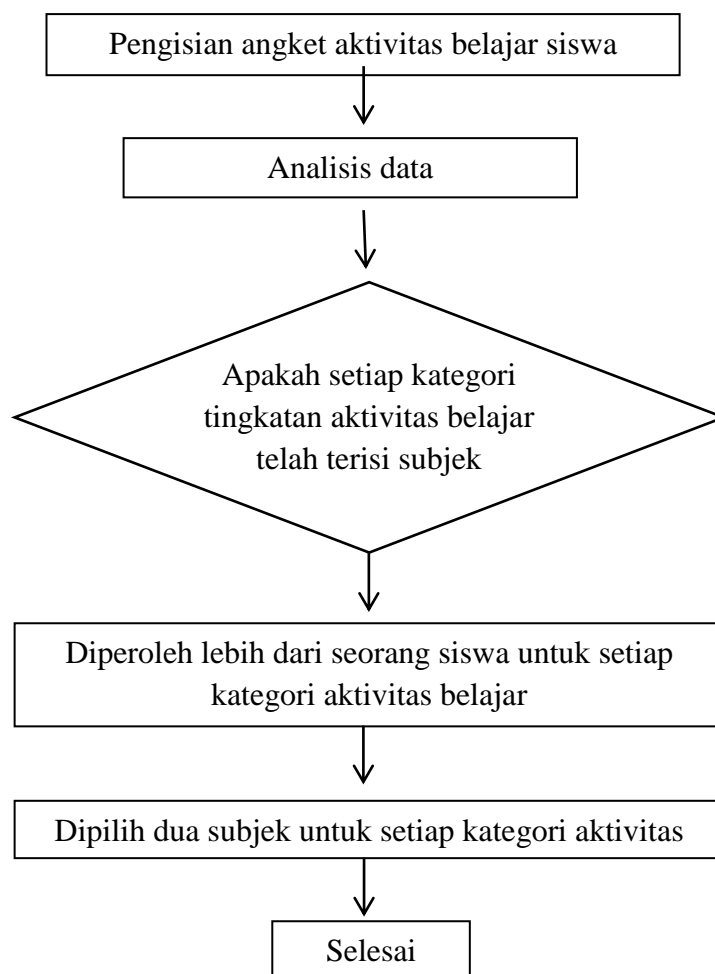 Pengisian angket aktivitas belajar siswa
Analisis data
Apakah setiap kategori
tingkatan aktivitas belajar
telah terisi subjek
Diperoleh lebih dari seorang siswa untuk setiap
kategori aktivitas belajar
Dipilih dua subjek untuk setiap kategori aktivitas
Selesai